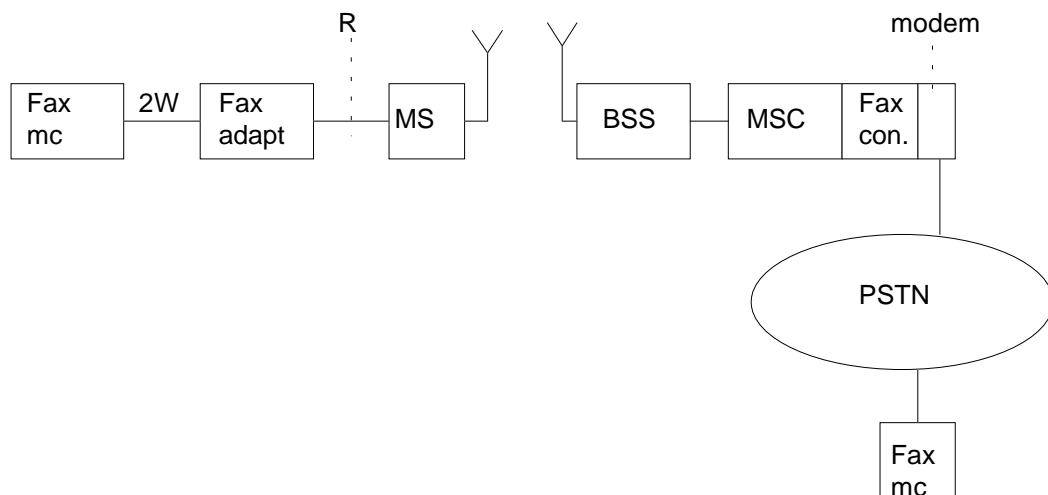 R
modem
Fax
mc
2W
Fax
adapt
MS
BSS
MSC
Fax
con.
PSTN
Fax
mc